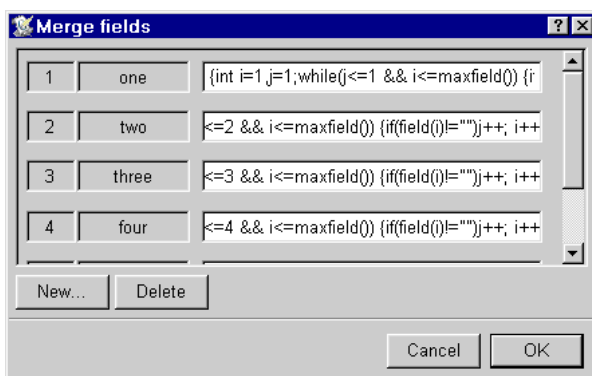 Merge fields
1 one {int i=1,j=1;while(j<=1 && i<=maxfield()) {
2 two <=2 && i<=maxfield()) {if(field(i)!="")j++; i++
3 three <=3 && i<=maxfield()) {if(field(i)!="")j++; i++
4 four <=4 && i<=maxfield()) {if(field(i)!="")j++; i++
New... Delete
Cancel OK